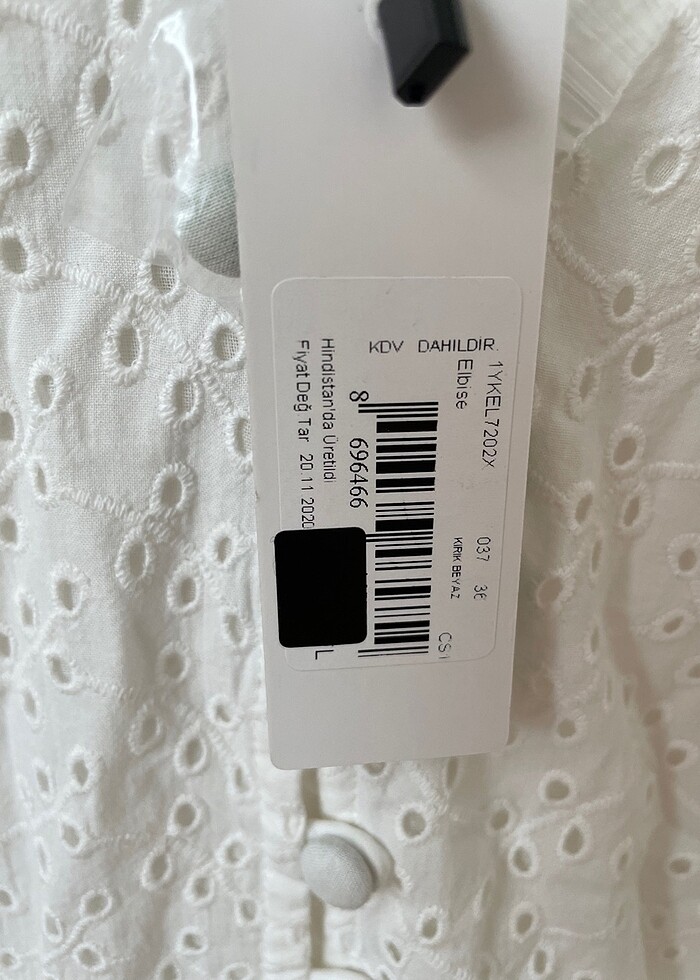 1YKEL7202X 037 36
Elbise KIRIK BEYAZ
KDV DAHILDIR
8 696466
Hindistan'da Üretildi
Fiyat Değ Tar 20.11 2020